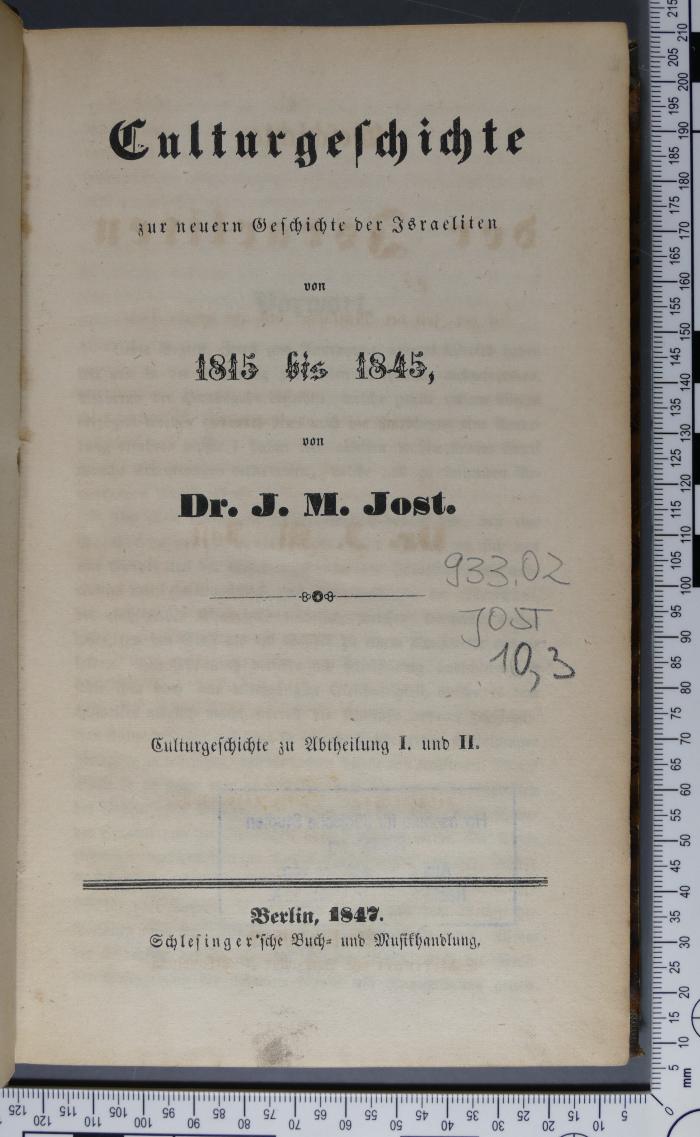 Culturgeſchichte
zur neuern Geſchichte der Israeliten
von
1815 bis 1845,
von
Dr. J. M. Jost.
933.02
JOST
10,3
Culturgeſchichte zu Abtheilung I. und II.
Berlin, 1847.
Schleſinger'ſche Buch- und Muſikhandlung.